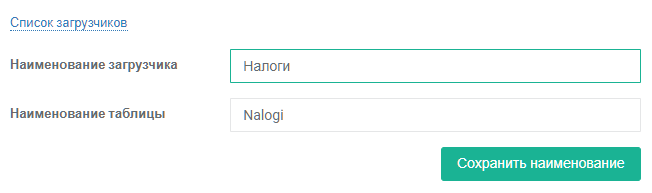 Список загрузчиков
Наименование загрузчика Налоги
Наименование таблицы Nalogi
Сохранить наименование